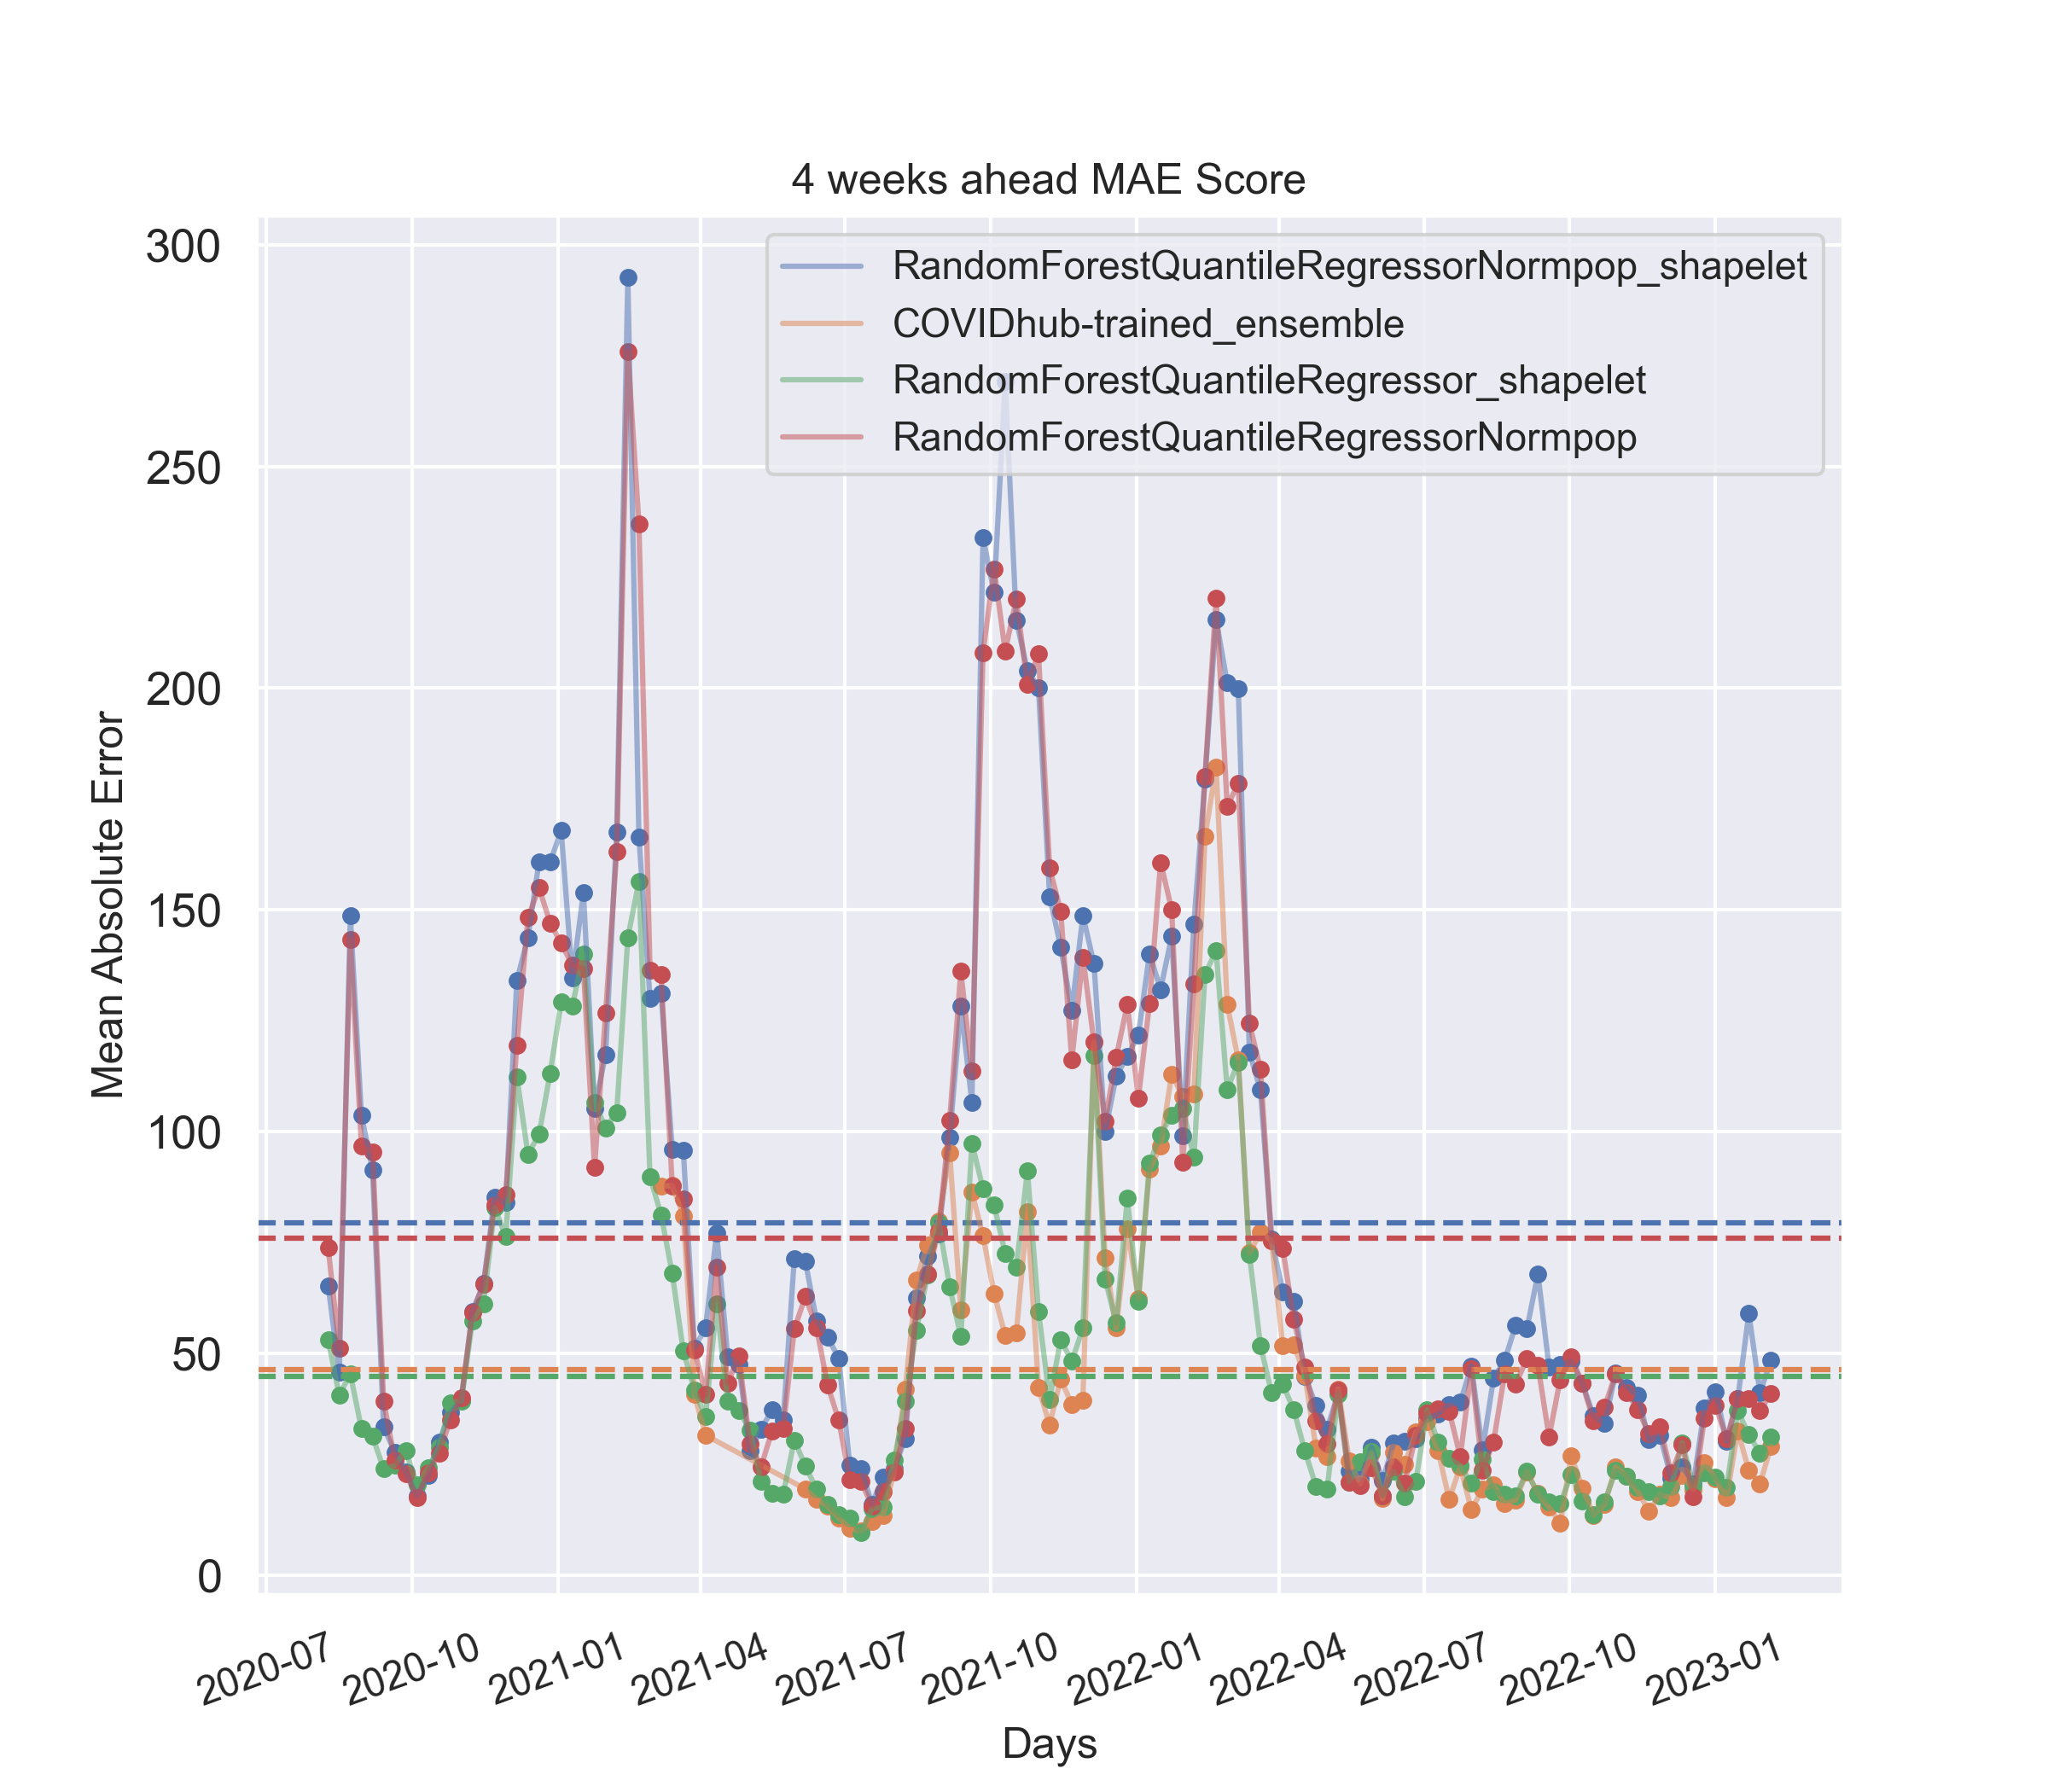 4 weeks ahead MAE Score
RandomForestQuantileRegressorNormpop_shapelet
COVIDhub-trained_ensemble
RandomForestQuantileRegressor_shapelet
RandomForestQuantileRegressorNormpop
Mean Absolute Error
300
250
200
150
100
50
0
2020-07 2020-10 2021-01 2021-04 2021-07 2021-10 2022-01 2022-04 2022-07 2022-10 2023-01
Days